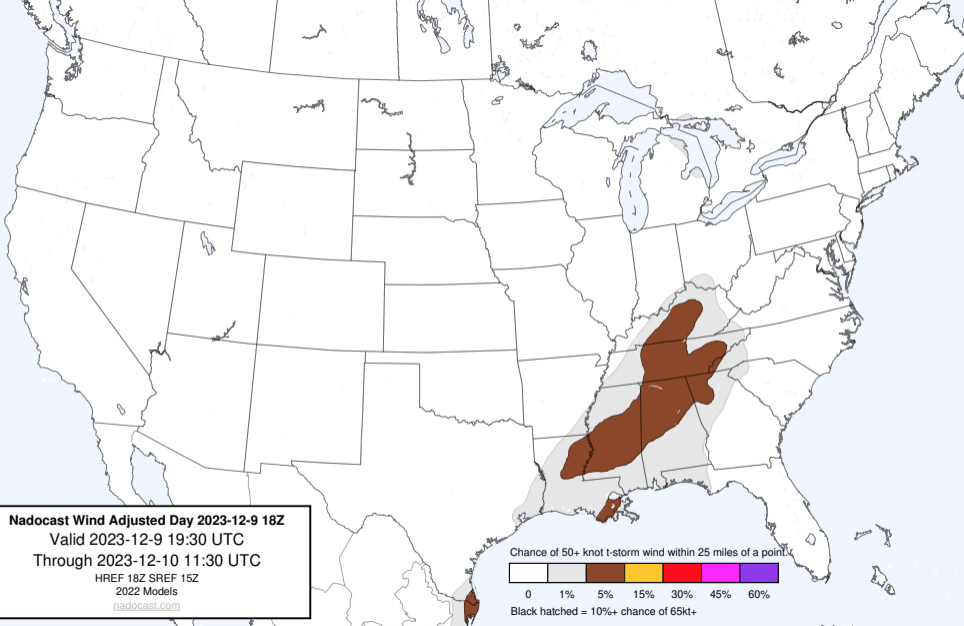 Nadocast Wind Adjusted Day 2023-12-9 18Z
Valid 2023-12-9 19:30 UTC
Through 2023-12-10 11:30 UTC
HREF 18Z SREF 15Z
2022 Models
nadocast.com
Chance of 50+ knot t-storm wind within 25 miles of a point.
0 1% 5% 15% 30% 45% 60%
Black hatched = 10%+ chance of 65kt+